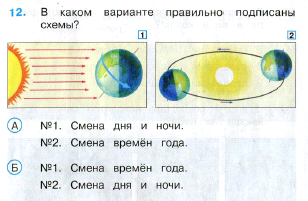 12. В каком варианте правильно подписаны
схемы?
1
2
А №1. Смена дня и ночи.
№2. Смена времён года.
Б №1. Смена времён года.
№2. Смена дня и ночи.